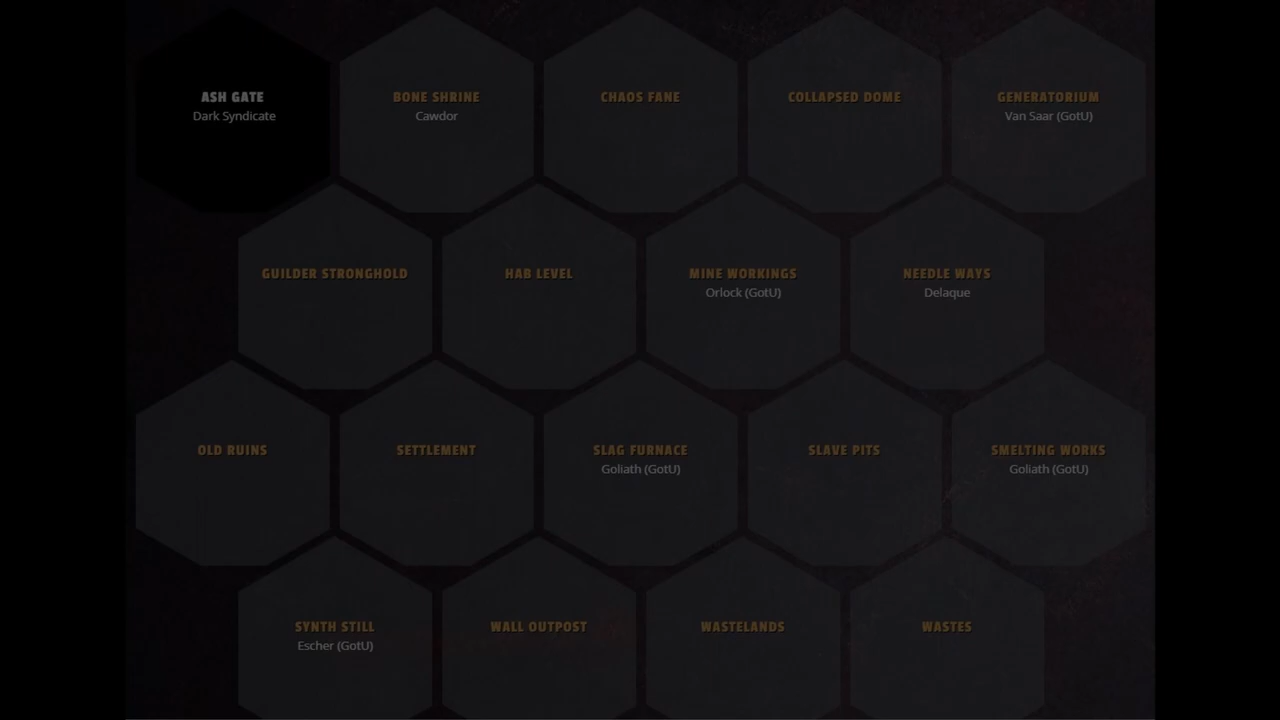 ASH GATE
Dark Syndicate
BONE SHRINE
Cawdor
CHAOS FANE
COLLAPSED DOME
GENERATORIUM
Van Saar (GotU)
GUILDER STRONGHOLD
HAB LEVEL
MINE WORKINGS
Orlock (GotU)
NEEDLE WAYS
Delaque
OLD RUINS
SETTLEMENT
SLAG FURNACE
Goliath (GotU)
SLAVE PITS
SMELTING WORKS
Goliath (GotU)
SYNTH STILL
Escher (GotU)
WALL OUTPOST
WASTELANDS
WASTES